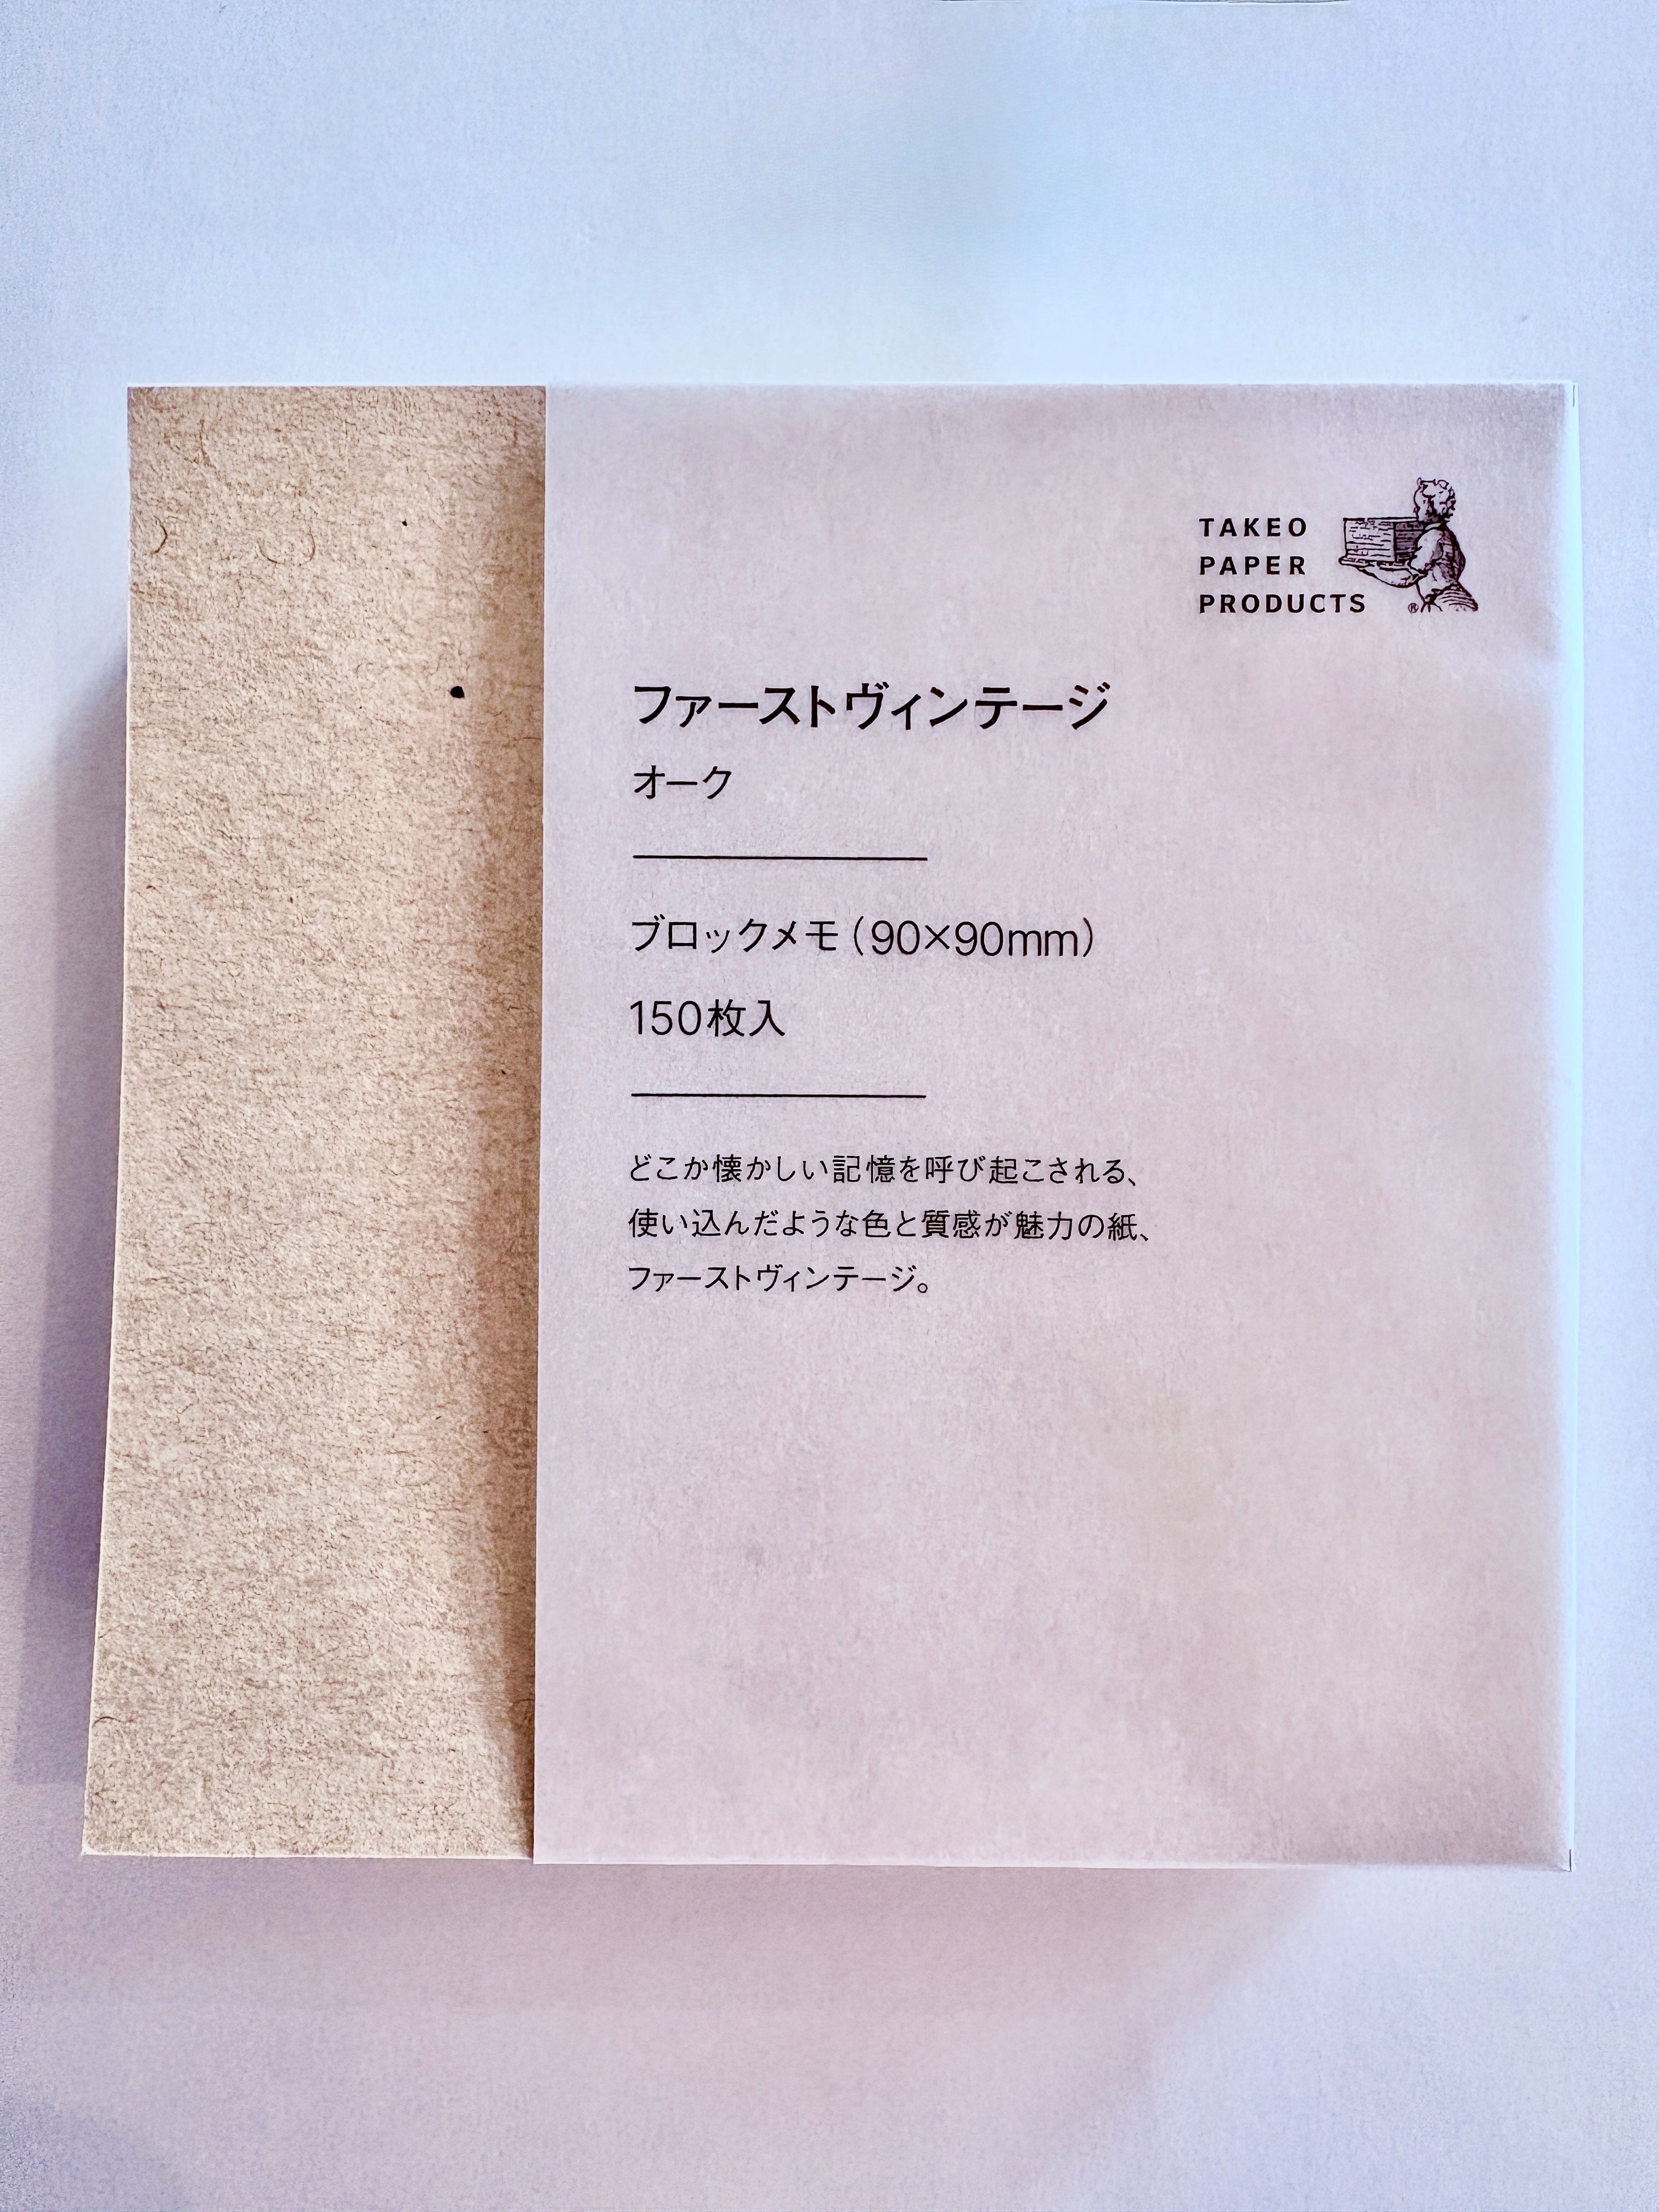 TAKEO
PAPER
PRODUCTS
®
ファーストヴィンテージ
オーク
ブロックメモ(90×90mm)
150枚入
どこか懐かしい記憶を呼び起こされる、
使い込んだような色と質感が魅力の紙、
ファーストヴィンテージ。